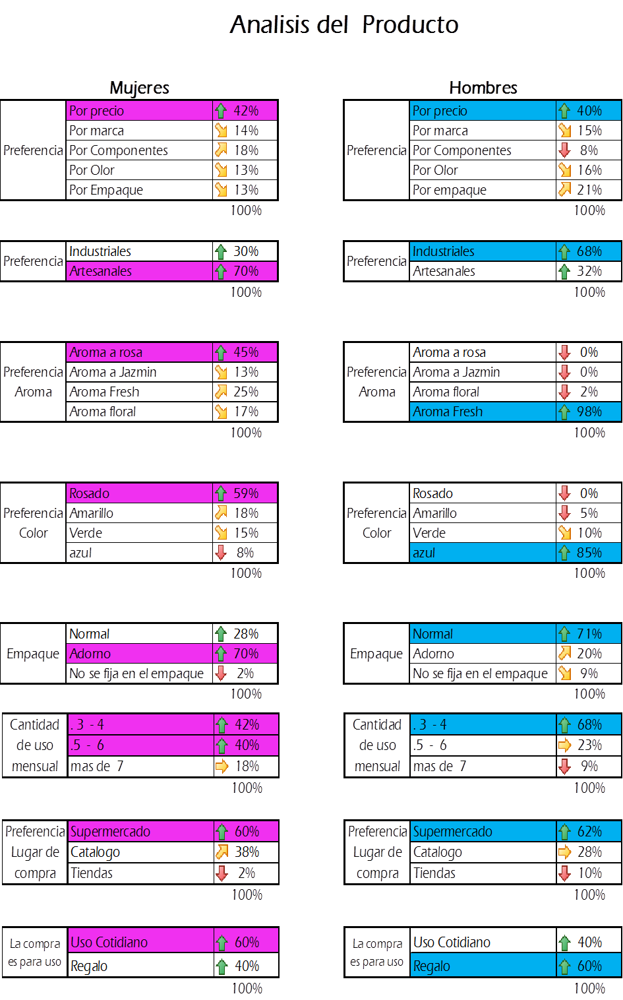 Analisis del  Producto
Mujeres
Preferencia
Por precio 42%
Por marca 14%
Por Componentes 18%
Por Olor 13%
Por Empaque 13%
100%
Preferencia
Industriales 30%
Artesanales 70%
100%
Preferencia
Aroma
Aroma a rosa 45%
Aroma a Jazmin 13%
Aroma Fresh 25%
Aroma floral 17%
100%
Preferencia
Color
Rosado 59%
Amarillo 18%
Verde 15%
azul 8%
100%
Empaque
Normal 28%
Adorno 70%
No se fija en el empaque 2%
100%
Cantidad
de uso
mensual
. 3 - 4 42%
.5 - 6 40%
mas de 7 18%
100%
Preferencia
Lugar de
compra
Supermercado 60%
Catalogo 38%
Tiendas 2%
100%
La compra
es para uso
Uso Cotidiano 60%
Regalo 40%
100%
Hombres
Preferencia
Por precio 40%
Por marca 15%
Por Componentes 8%
Por Olor 16%
Por empaque 21%
100%
Preferencia
Industriales 68%
Artesanales 32%
100%
Preferencia
Aroma
Aroma a rosa 0%
Aroma a Jazmin 0%
Aroma floral 2%
Aroma Fresh 98%
100%
Preferencia
Color
Rosado 0%
Amarillo 5%
Verde 10%
azul 85%
100%
Empaque
Normal 71%
Adorno 20%
No se fija en el empaque 9%
100%
Cantidad
de uso
mensual
. 3 - 4 68%
.5 - 6 23%
mas de 7 9%
100%
Preferencia
Lugar de
compra
Supermercado 62%
Catalogo 28%
Tiendas 10%
100%
La compra
es para uso
Uso Cotidiano 40%
Regalo 60%
100%